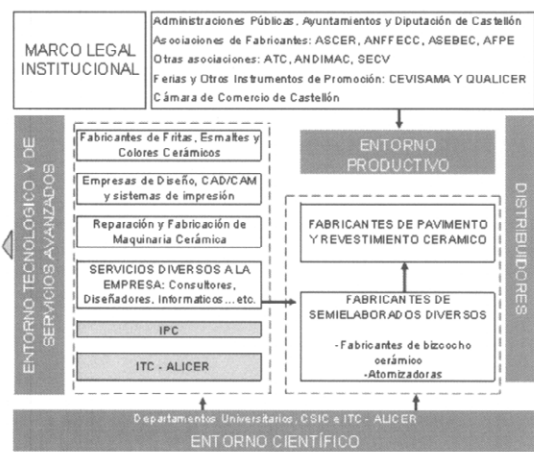 MARCO LEGAL
INSTITUCIONAL
Administraciones Públicas, Ayuntamientos y Diputación de Castellón
Asociaciones de Fabricantes: ASCER, ANFFECC, ASEBEC, AFPE
Otras asociaciones: ATC, ANDIMAC, SECV
Ferias y Otros Instrumentos de Promoción: CEVISAMA Y QUALICER
Cámara de Comercio de Castellón
ENTORNO TECNOLOGICO Y DE
SERVICIOS AVANZADOS
Fabricantes de Fritas, Esmaltes y
Colores Cerámicos
Empresas de Diseño, CAD/CAM
y sistemas de impresión
Reparación y Fabricación de
Maquinaria Cerámica
SERVICIOS DIVERSOS A LA
EMPRESA: Consultores,
Diseñadores, Informaticos...etc.
IPC
ITC - ALICER
ENTORNO
PRODUCTIVO
FABRICANTES DE PAVIMENTO
Y REVESTIMIENTO CERAMICO
FABRICANTES DE
SEMIELABORADOS DIVERSOS
-Fabricantes de bizcocho
cerámico
-Atomizadoras
DISTRIBUIDORES
Departamentos Universitarios, CSIC e ITC - ALICER
ENTORNO CIENTÍFICO